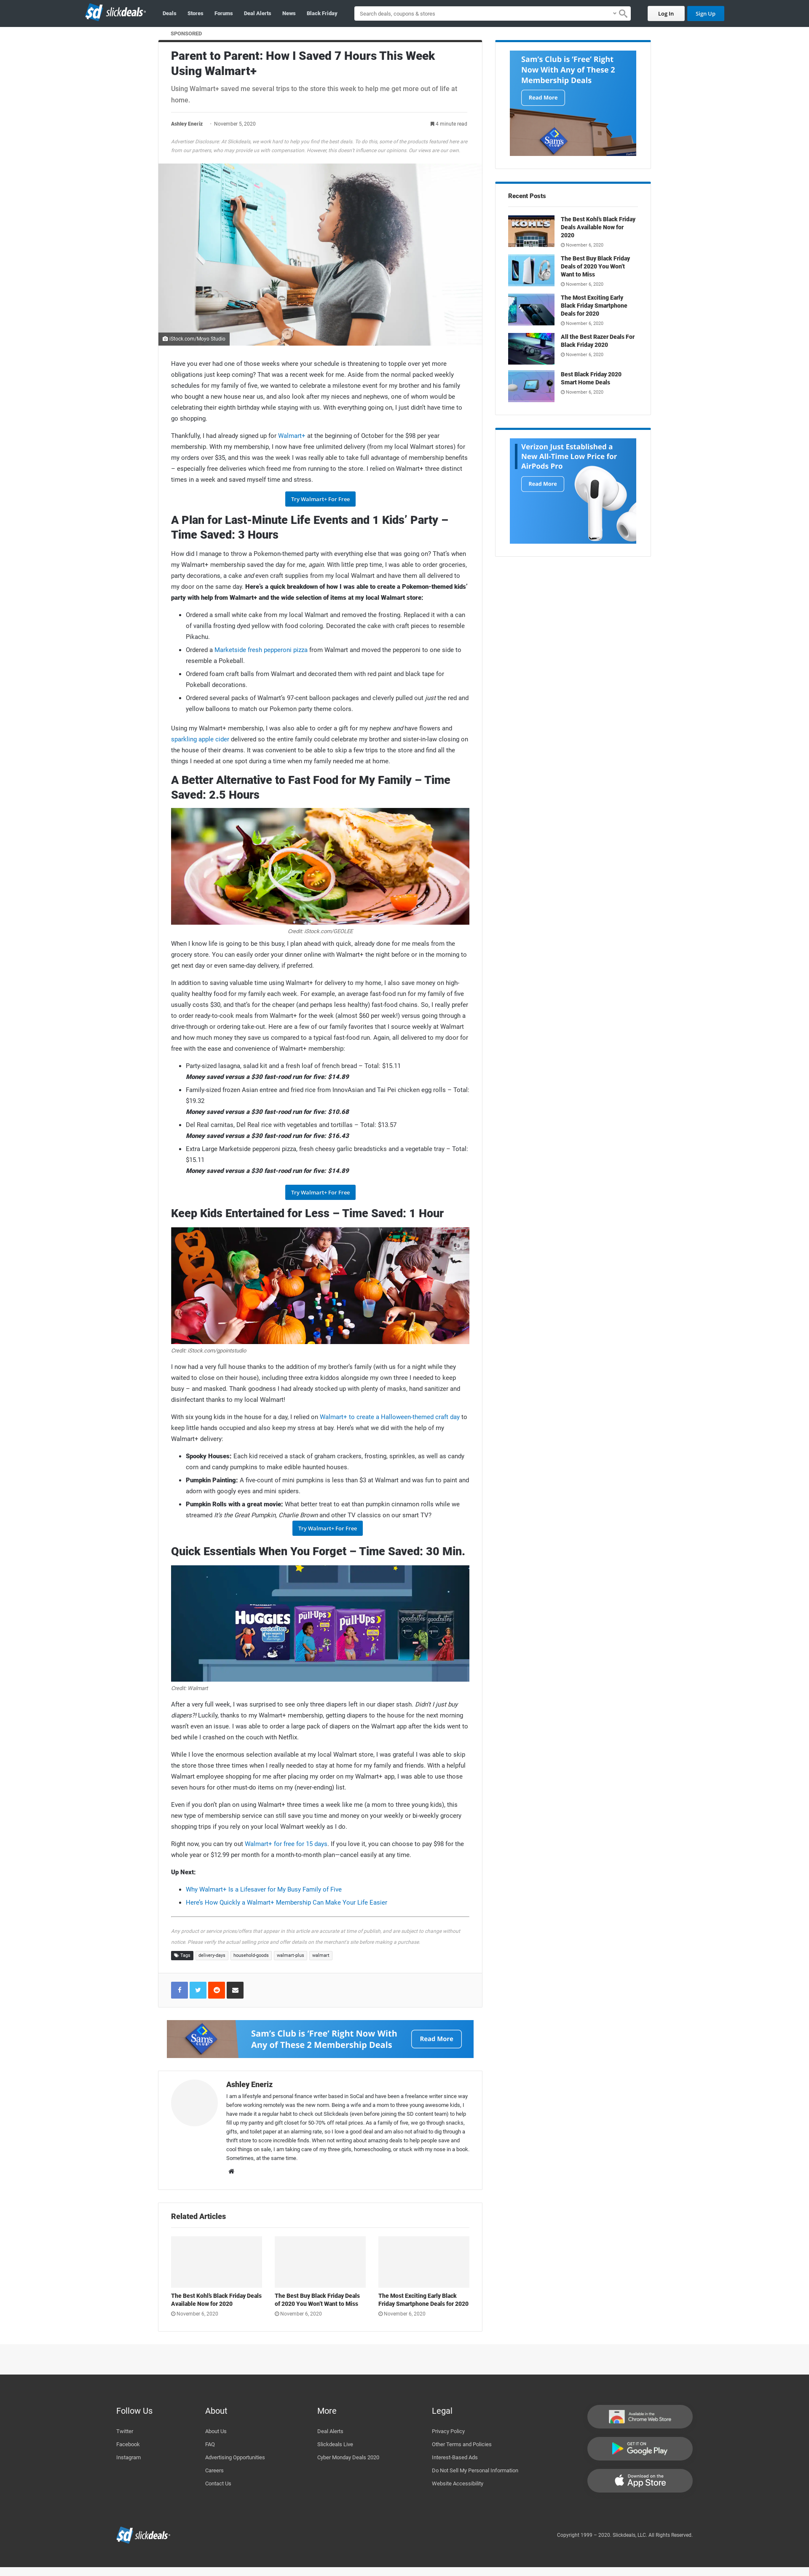 sd slickdeals
Deals Stores Forums Deal Alerts News Black Friday
Search deals, coupons & stores
Log In
Sign Up
SPONSORED
Parent to Parent: How I Saved 7 Hours This Week
Using Walmart+
Using Walmart+ saved me several trips to the store this week to help me get more out of life at
home.
Ashley Eneriz - November 5, 2020
4 minute read
Advertiser Disclosure: At Slickdeals, we work hard to help you find the best deals. To do this, some of the products featured here are
from our partners, who may provide us with compensation. However, this doesn't influence our opinions. Our views are our own.
iStock.com/Moyo Studio
Have you ever had one of those weeks where your schedule is threatening to topple over yet more
obligations just keep coming? That was a recent week for me. Aside from the normal packed weekly
schedules for my family of five, we wanted to celebrate a milestone event for my brother and his family
who bought a new house near us, and also look after my nieces and nephews, one of whom would be
celebrating their eighth birthday while staying with us. With everything going on, I just didn't have time to
go shopping.
Thankfully, I had already signed up for Walmart+ at the beginning of October for the $98 per year
membership. With my membership, I now have free unlimited delivery (from my local Walmart stores) for
my orders over $35, and this was the week I was really able to take full advantage of membership benefits
– especially free deliveries which freed me from running to the store. I relied on Walmart+ three distinct
times in a week and saved myself time and stress.
Try Walmart+ For Free
A Plan for Last-Minute Life Events and 1 Kids' Party –
Time Saved: 3 Hours
How did I manage to throw a Pokemon-themed party with everything else that was going on? That's when
my Walmart+ membership saved the day for me, again. With little prep time, I was able to order groceries,
party decorations, a cake and even craft supplies from my local Walmart and have them all delivered to
my door on the same day. Here's a quick breakdown of how I was able to create a Pokemon-themed kids'
party with help from Walmart+ and the wide selection of items at my local Walmart store:
• Ordered a small white cake from my local Walmart and removed the frosting. Replaced it with a can
of vanilla frosting dyed yellow with food coloring. Decorated the cake with craft pieces to resemble
Pikachu.
• Ordered a Marketside fresh pepperoni pizza from Walmart and moved the pepperoni to one side to
resemble a Pokeball.
• Ordered foam craft balls from Walmart and decorated them with red paint and black tape for
Pokeball decorations.
• Ordered several packs of Walmart's 97-cent balloon packages and cleverly pulled out just the red and
yellow balloons to match our Pokemon party theme colors.
Using my Walmart+ membership, I was also able to order a gift for my nephew and have flowers and
sparkling apple cider delivered so the entire family could celebrate my brother and sister-in-law closing on
the house of their dreams. It was convenient to be able to skip a few trips to the store and find all the
things I needed at one spot during a time when my family needed me at home.
A Better Alternative to Fast Food for My Family – Time
Saved: 2.5 Hours
Credit: iStock.com/GEOLEE
When I know life is going to be this busy, I plan ahead with quick, already done for me meals from the
grocery store. You can easily order your dinner online with Walmart+ the night before or in the morning to
get next day or even same-day delivery, if preferred.
In addition to saving valuable time using Walmart+ for delivery to my home, I also save money on high-
quality healthy food for my family each week. For example, an average fast-food run for my family of five
usually costs $30, and that's for the cheaper (and perhaps less healthy) fast-food chains. So, I really prefer
to order ready-to-cook meals from Walmart+ for the week (almost $60 per week!) versus going through a
drive-through or ordering take-out. Here are a few of our family favorites that I source weekly at Walmart
and how much money they save us compared to a typical fast-food run. Again, all delivered to my door for
free with the ease and convenience of Walmart+ membership:
• Party-sized lasagna, salad kit and a fresh loaf of french bread – Total: $15.11
Money saved versus a $30 fast-rood run for five: $14.89
• Family-sized frozen Asian entree and fried rice from InnovAsian and Tai Pei chicken egg rolls – Total:
$19.32
Money saved versus a $30 fast-rood run for five: $10.68
• Del Real carnitas, Del Real rice with vegetables and tortillas – Total: $13.57
Money saved versus a $30 fast-rood run for five: $16.43
• Extra Large Marketside pepperoni pizza, fresh cheesy garlic breadsticks and a vegetable tray – Total:
$15.11
Money saved versus a $30 fast-rood run for five: $14.89
Try Walmart+ For Free
Keep Kids Entertained for Less – Time Saved: 1 Hour
Credit: iStock.com/gpointstudio
I now had a very full house thanks to the addition of my brother's family (with us for a night while they
waited to close on their house), including three extra kiddos alongside my own three I needed to keep
busy – and masked. Thank goodness I had already stocked up with plenty of masks, hand sanitizer and
disinfectant thanks to my local Walmart!
With six young kids in the house for a day, I relied on Walmart+ to create a Halloween-themed craft day to
keep little hands occupied and also keep my stress at bay. Here's what we did with the help of my
Walmart+ delivery:
• Spooky Houses: Each kid received a stack of graham crackers, frosting, sprinkles, as well as candy
corn and candy pumpkins to make edible haunted houses.
• Pumpkin Painting: A five-count of mini pumpkins is less than $3 at Walmart and was fun to paint and
adorn with googly eyes and mini spiders.
• Pumpkin Rolls with a great movie: What better treat to eat than pumpkin cinnamon rolls while we
streamed It's the Great Pumpkin, Charlie Brown and other TV classics on our smart TV?
Try Walmart+ For Free
Quick Essentials When You Forget – Time Saved: 30 Min.
HUGGIES PULL-UPS PULL-UPS GOODNITES GOODNITES
Credit: Walmart
After a very full week, I was surprised to see only three diapers left in our diaper stash. Didn't I just buy
diapers?! Luckily, thanks to my Walmart+ membership, getting diapers to the house for the next morning
wasn't even an issue. I was able to order a large pack of diapers on the Walmart app after the kids went to
bed while I crashed on the couch with Netflix.
While I love the enormous selection available at my local Walmart store, I was grateful I was able to skip
the store those three times when I really needed to stay at home for my family and friends. With a helpful
Walmart employee shopping for me after placing my order on my Walmart+ app, I was able to use those
seven hours for other must-do items on my (never-ending) list.
Even if you don't plan on using Walmart+ three times a week like me (a mom to three young kids), this
new type of membership service can still save you time and money on your weekly or bi-weekly grocery
shopping trips if you rely on your local Walmart weekly as I do.
Right now, you can try out Walmart+ for free for 15 days. If you love it, you can choose to pay $98 for the
whole year or $12.99 per month for a month-to-month plan—cancel easily at any time.
Up Next:
• Why Walmart+ Is a Lifesaver for My Busy Family of Five
• Here's How Quickly a Walmart+ Membership Can Make Your Life Easier
Any product or service prices/offers that appear in this article are accurate at time of publish, and are subject to change without
notice. Please verify the actual selling price and offer details on the merchant's site before making a purchase.
Tags delivery-days household-goods walmart-plus walmart
Sam's Club
Sam's Club is 'Free' Right Now With
Any of These 2 Membership Deals
Read More
Ashley Eneriz
I am a lifestyle and personal finance writer based in SoCal and have been a freelance writer since way
before working remotely was the new norm. Being a wife and a mom to three young awesome kids, I
have made it a regular habit to check out Slickdeals (even before joining the SD content team) to help
fill up my pantry and gift closet for 50-70% off retail prices. As a family of five, we go through snacks,
gifts, and toilet paper at an alarming rate, so I love a good deal and am also not afraid to dig through a
thrift store to score incredible finds. When not writing about amazing deals to help people save and
cool things on sale, I am taking care of my three girls, homeschooling, or stuck with my nose in a book.
Sometimes, at the same time.
Related Articles
The Best Kohl's Black Friday Deals
Available Now for 2020
November 6, 2020
The Best Buy Black Friday Deals
of 2020 You Won't Want to Miss
November 6, 2020
The Most Exciting Early Black
Friday Smartphone Deals for 2020
November 6, 2020
Sam's Club is 'Free' Right
Now With Any of These 2
Membership Deals
Read More
Sam's Club
Recent Posts
KOHL'S
The Best Kohl's Black Friday
Deals Available Now for
2020
November 6, 2020
The Best Buy Black Friday
Deals of 2020 You Won't
Want to Miss
November 6, 2020
The Most Exciting Early
Black Friday Smartphone
Deals for 2020
November 6, 2020
All the Best Razer Deals For
Black Friday 2020
November 6, 2020
Best Black Friday 2020
Smart Home Deals
November 6, 2020
Verizon Just Established a
New All-Time Low Price for
AirPods Pro
Read More
Follow Us
Twitter
Facebook
Instagram
About
About Us
FAQ
Advertising Opportunities
Careers
Contact Us
More
Deal Alerts
Slickdeals Live
Cyber Monday Deals 2020
Legal
Privacy Policy
Other Terms and Policies
Interest-Based Ads
Do Not Sell My Personal Information
Website Accessibility
Available in the
Chrome Web Store
GET IT ON
Google Play
Download on the
App Store
sd slickdeals
Copyright 1999 – 2020. Slickdeals, LLC. All Rights Reserved.